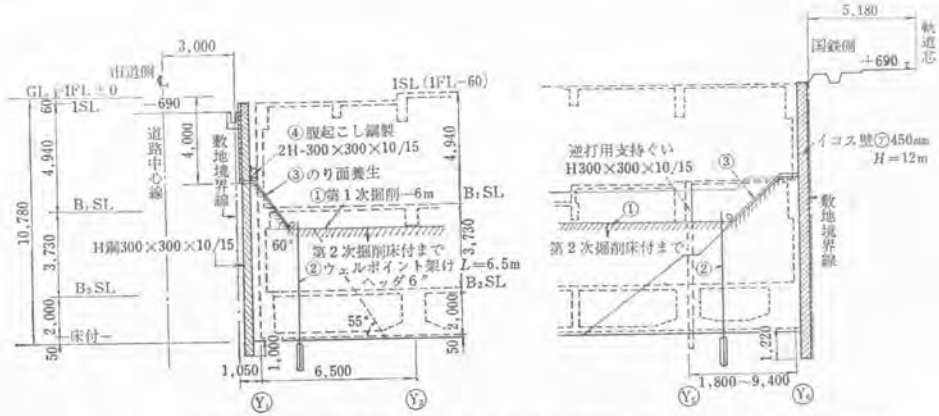 3,000
市道側
GL
1FL±0
60
1SL
-690
1SL (1FL-60)
4,000
4,940
道路中心線
敷地境界線
④腹起こし鋼製
2H-300×300×10/15
③のり面養生
①第1次掘削-6m
4,940
B₁SL
B₁SL
10,780
H鋼300×300×10/15
60°
第2次掘削床付まで
②ウェルポイント架け L=6.5m
ヘッダ6″
3,730
3,730
B₂SL
B₂SL
55
2,000
2,000
床付
50
50
1,000
1,050
6,500
Y₁
Y₂
5,180
軌道芯
国鉄側
+690
逆打用支持ぐい
H300×300×10/15
③
イコス壁㋐450mm
H=12m
①
敷地境界線
第2次掘削床付まで
②
1,220
1,800~9,400
Y₅
Y₆